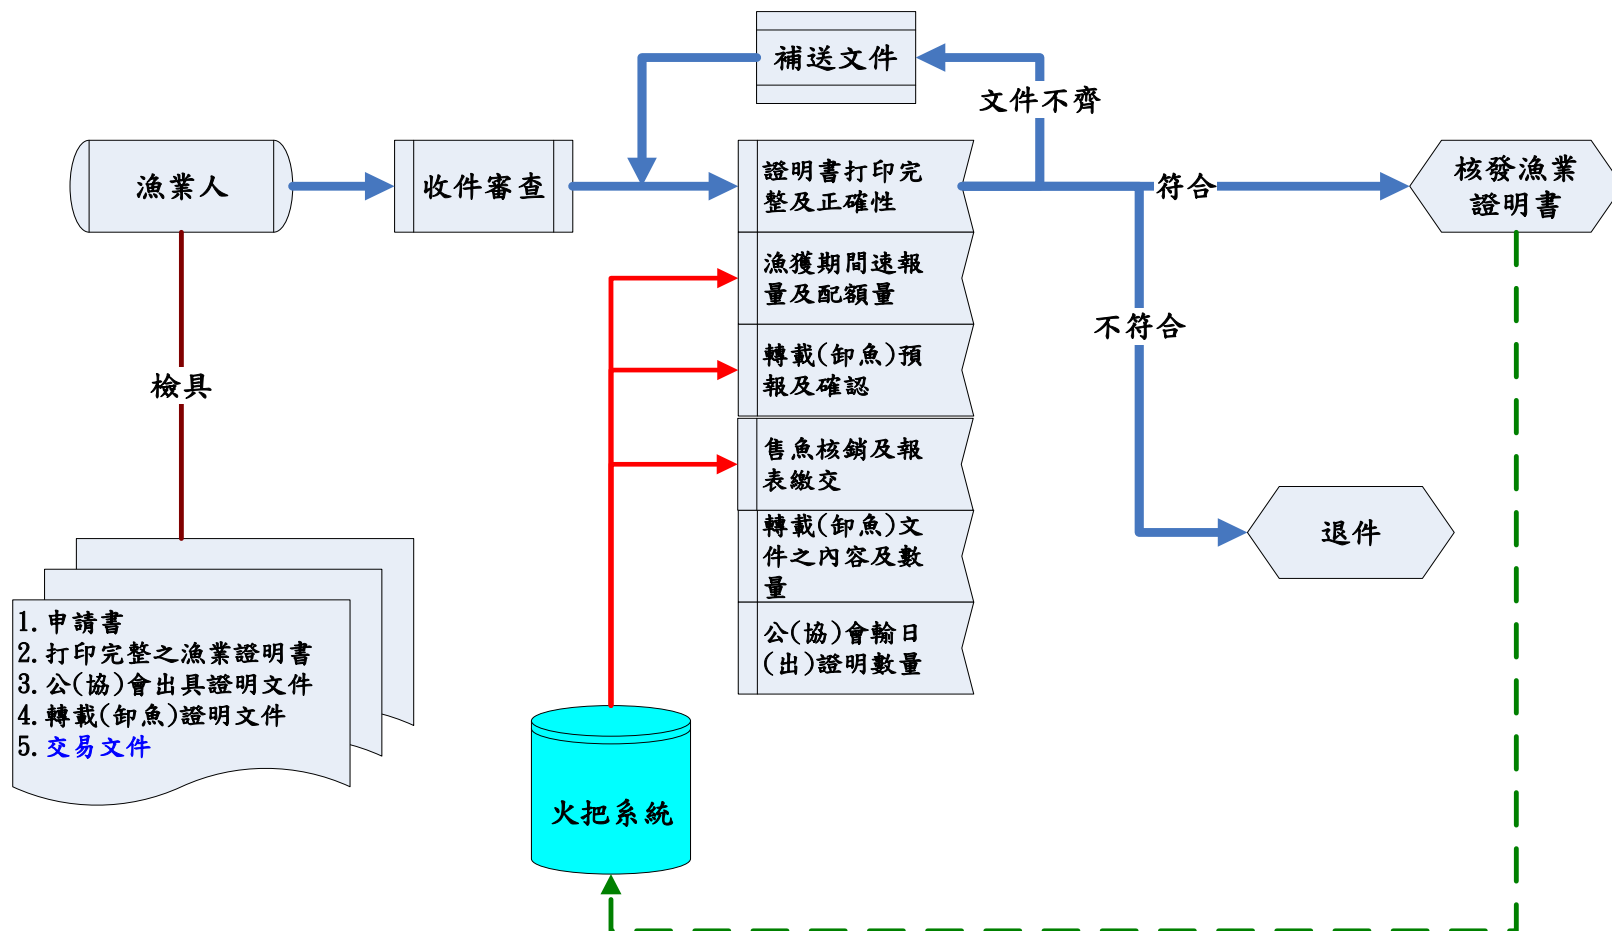 補送文件
文件不齊
漁業人
收件審查
證明書打印完
整及正確性
符合
核發漁業
證明書
漁獲期間速報
量及配額量
不符合
轉載(卸魚)預
報及確認
檢具
售魚核銷及報
表繳交
轉載(卸魚)文
件之內容及數
量
退件
公(協)會輸日
(出)證明數量
1.申請書
2.打印完整之漁業證明書
3.公(協)會出具證明文件
4.轉載(卸魚)證明文件
5.交易文件
火把系統